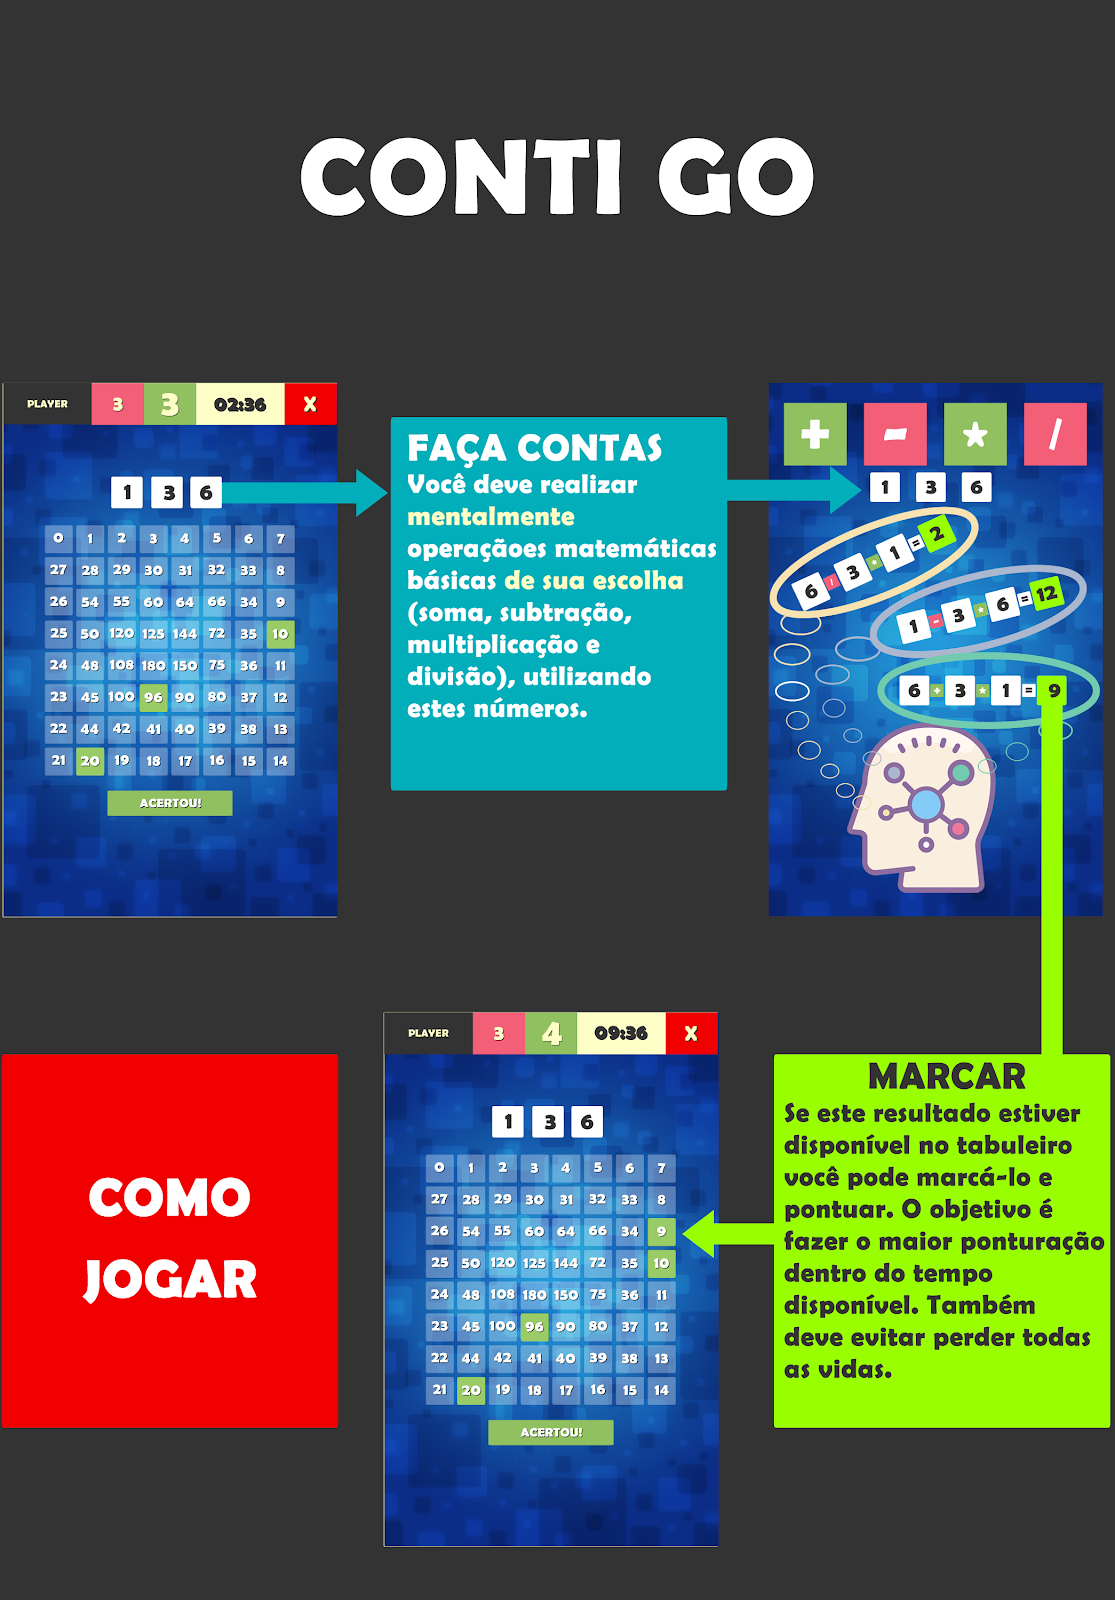 CONTI GO
PLAYER 3 3 02:36 X
1 3 6
0 1 2 3 4 5 6 7
27 28 29 30 31 32 33 8
26 54 55 60 64 66 34 9
25 50 120 125 144 72 35 10
24 48 108 180 150 75 36 11
23 45 100 96 90 80 37 12
22 44 42 41 40 39 38 13
21 20 19 18 17 16 15 14
ACERTOU!
FAÇA CONTAS
Você deve realizar
mentalmente
operaçãoes matemáticas
básicas de sua escolha
(soma, subtração,
multiplicação e
divisão), utilizando
estes números.
+ - * /
1 3 6
6 / 3 * 1 = 2
1 - 3 * 6 = 12
6 + 3 * 1 = 9
COMO
JOGAR
PLAYER 3 4 09:36 X
1 3 6
0 1 2 3 4 5 6 7
27 28 29 30 31 32 33 8
26 54 55 60 64 66 34 9
25 50 120 125 144 72 35 10
24 48 108 180 150 75 36 11
23 45 100 96 90 80 37 12
22 44 42 41 40 39 38 13
21 20 19 18 17 16 15 14
ACERTOU!
MARCAR
Se este resultado estiver
disponível no tabuleiro
você pode marcá-lo e
pontuar. O objetivo é
fazer o maior ponturação
dentro do tempo
disponível. Também
deve evitar perder todas
as vidas.